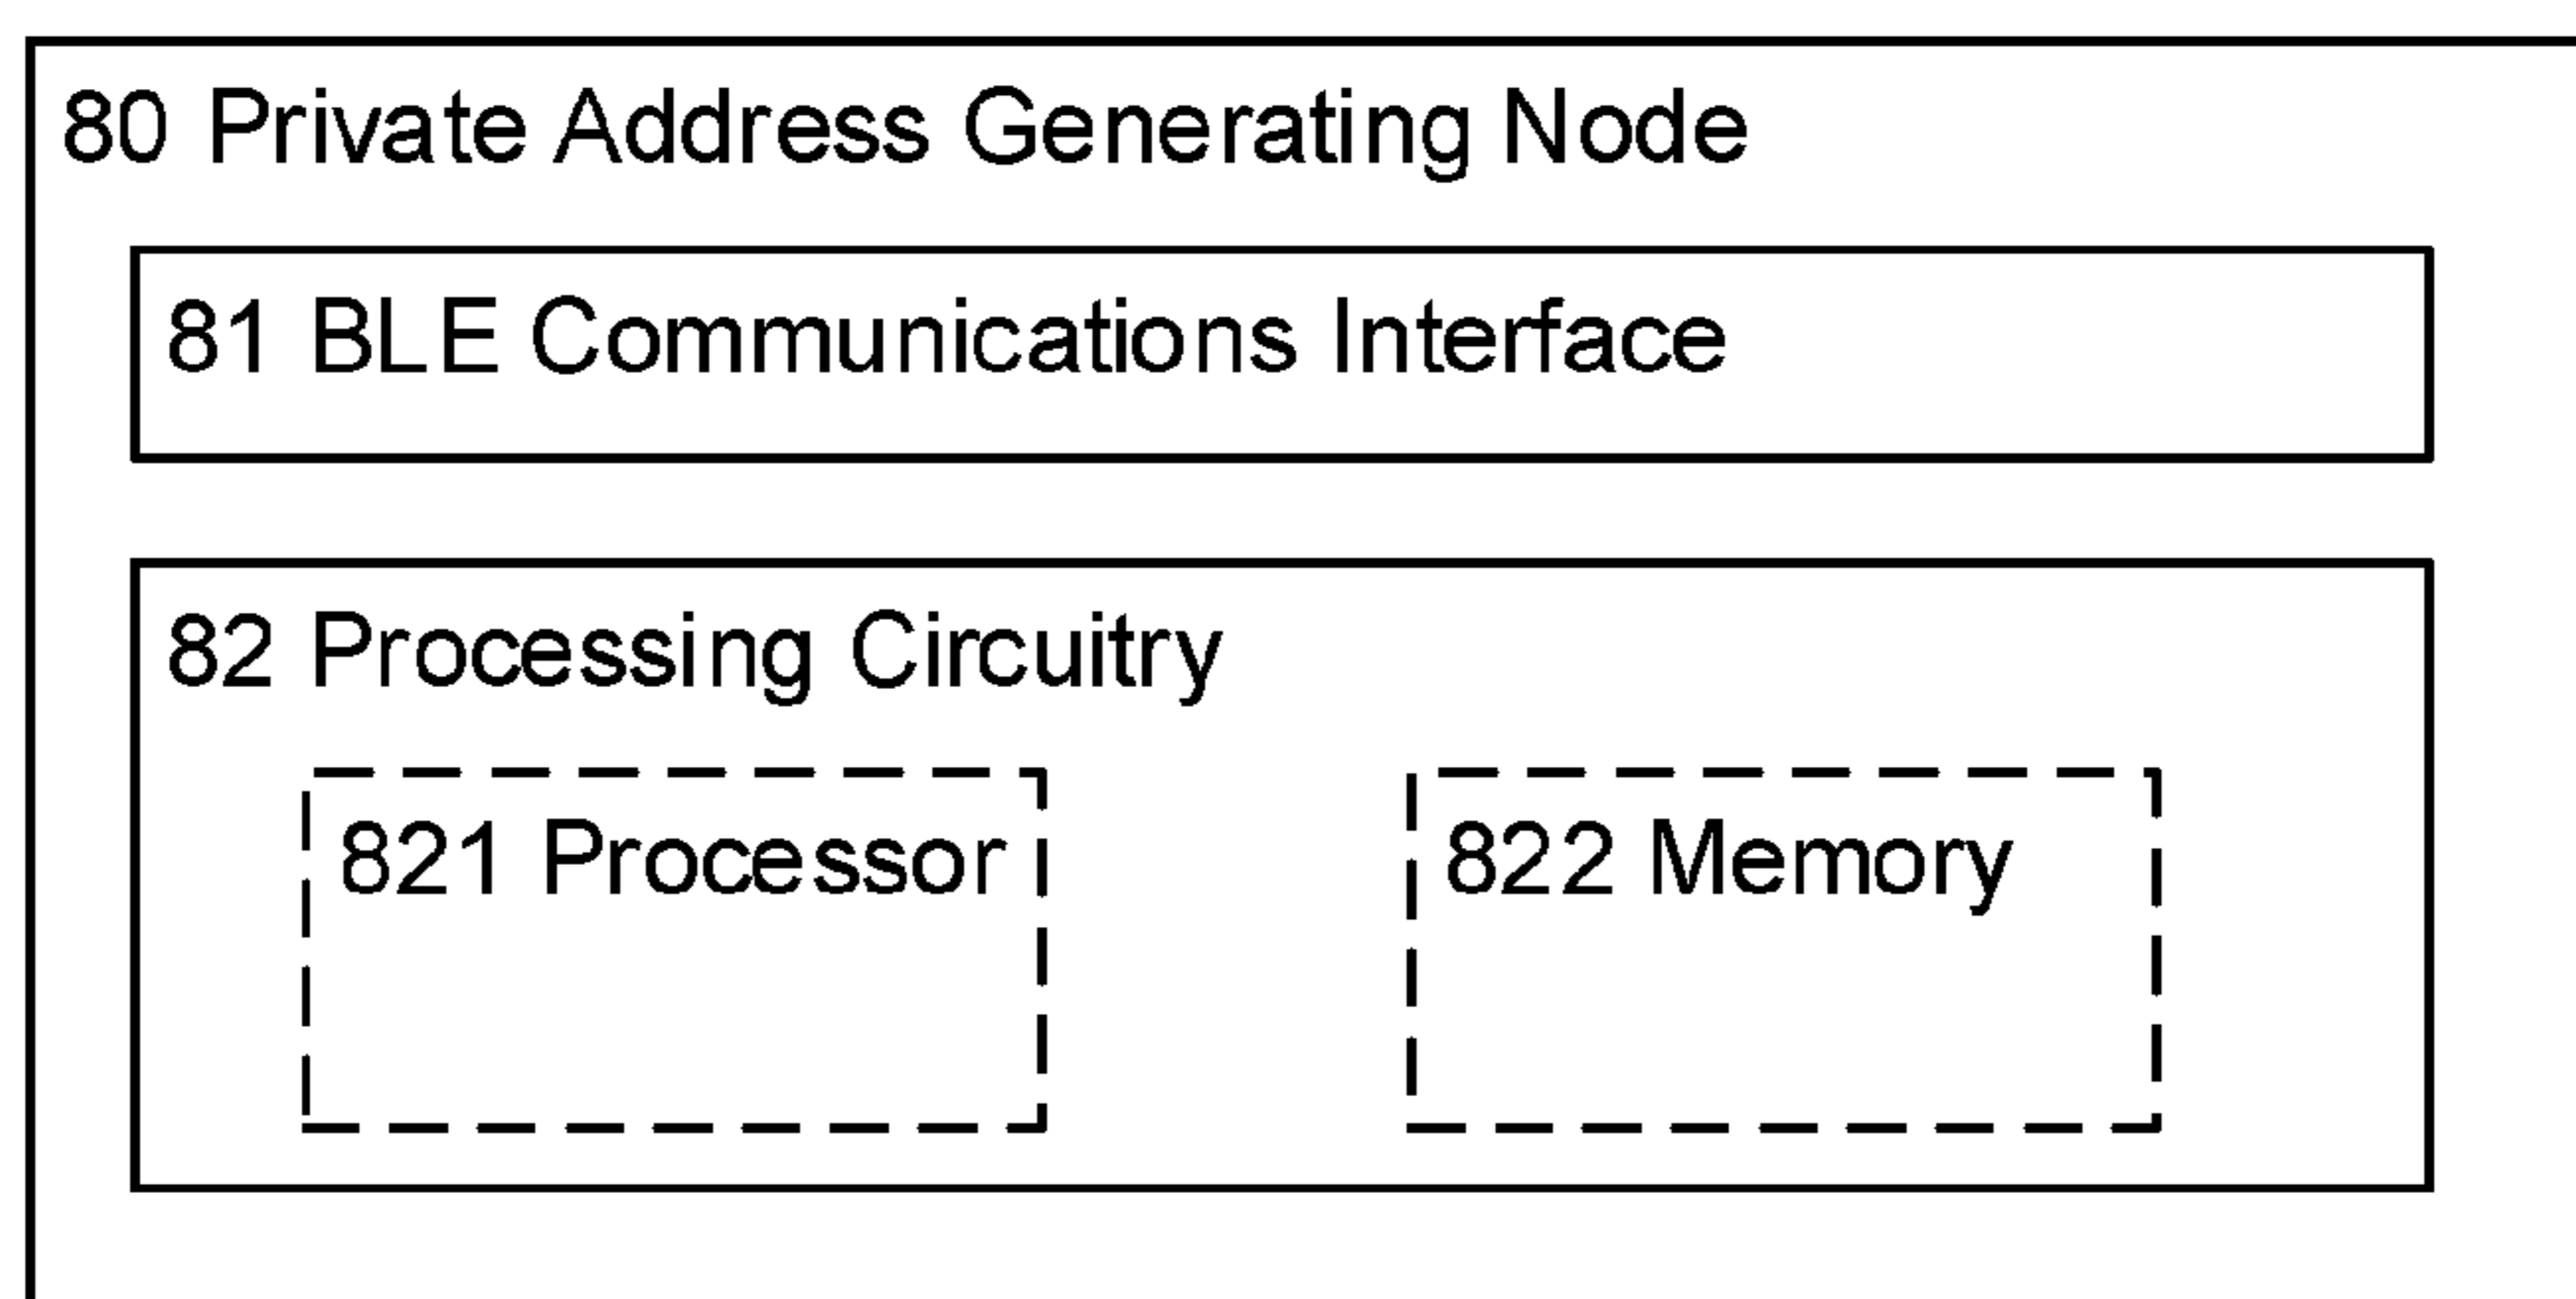 80 Private Address Generating Node
81 BLE Communications Interface
82 Processing Circuitry
821 Processor
822 Memory